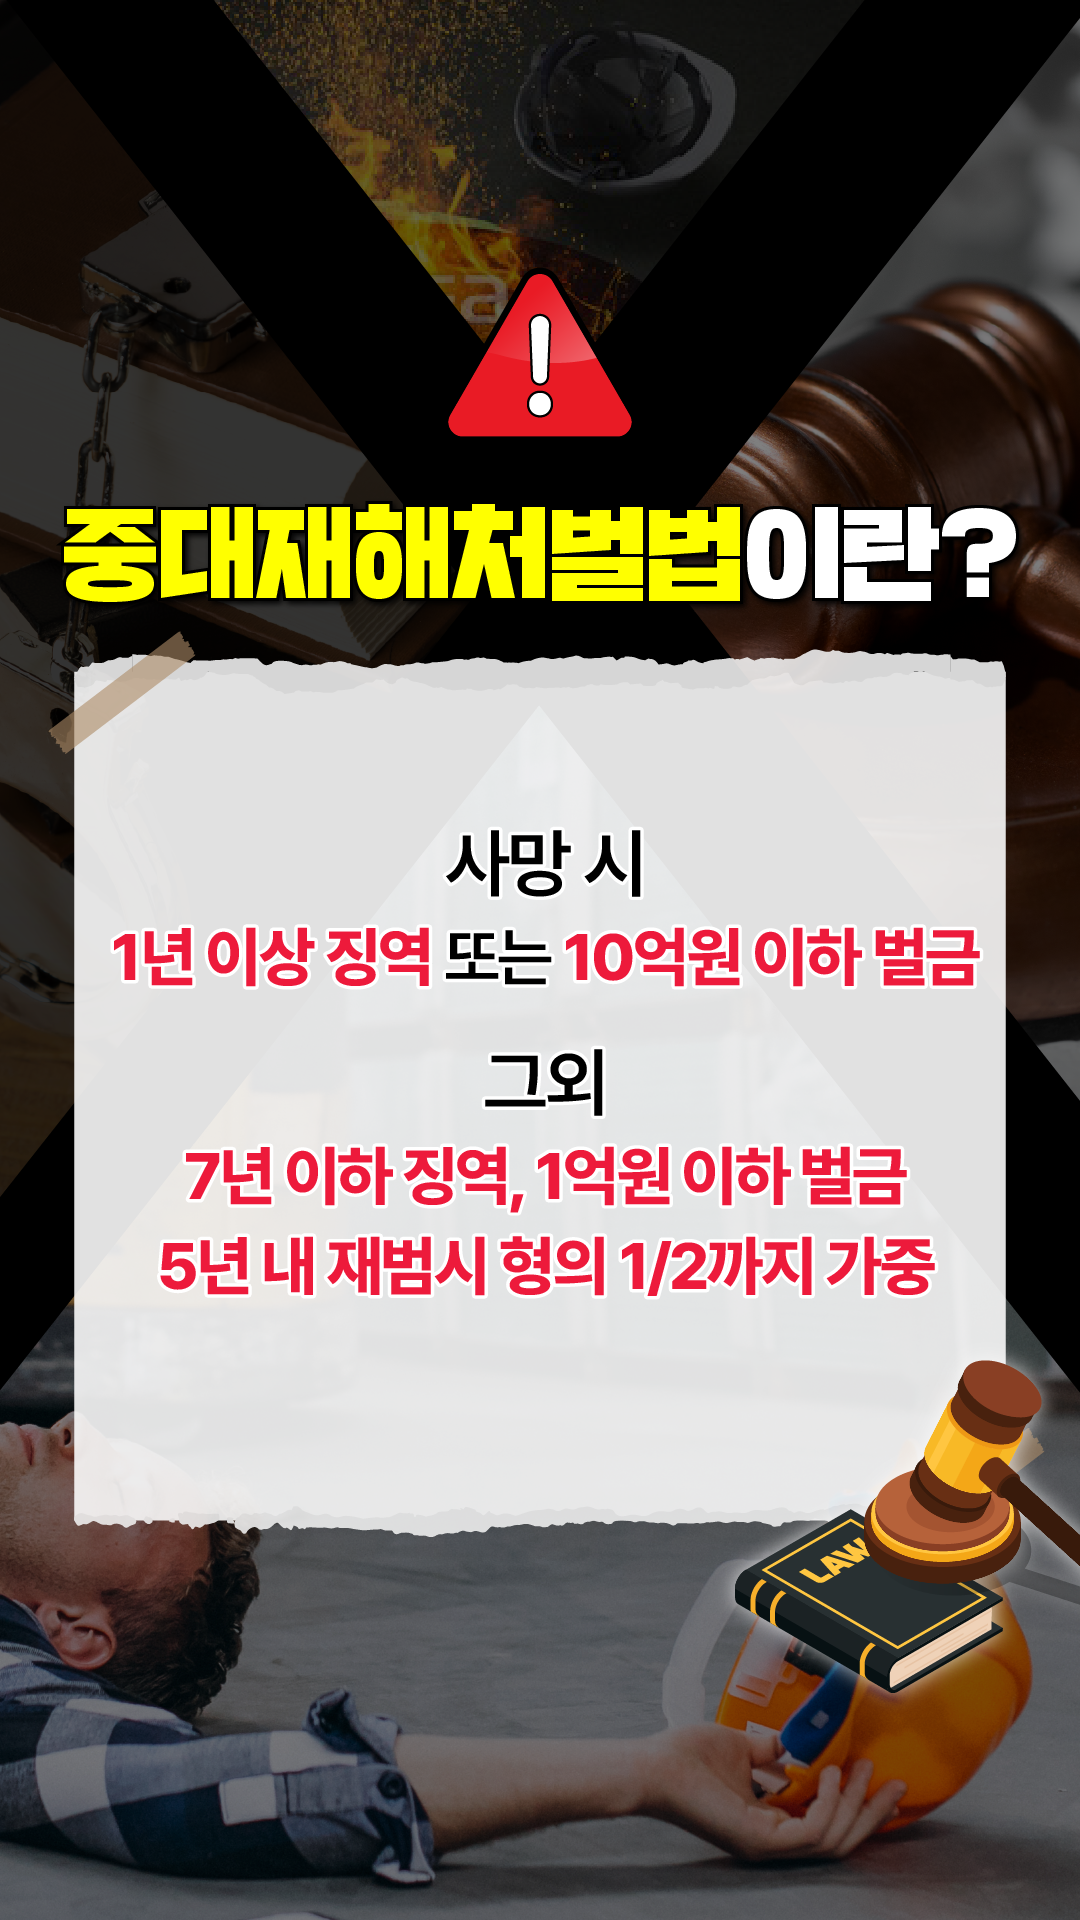 중대재해처벌법이란?
사망 시
1년 이상 징역 또는 10억원 이하 벌금
그외
7년 이하 징역, 1억원 이하 벌금
5년 내 재범시 형의 1/2까지 가중
LAW